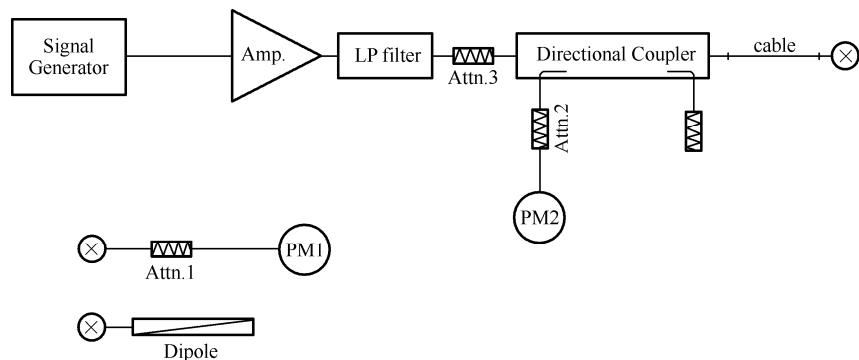 Signal
Generator
Amp.
LP filter
Attn.3
Directional Coupler
cable
Attn.2
PM2
PM1
Attn.1
Dipole